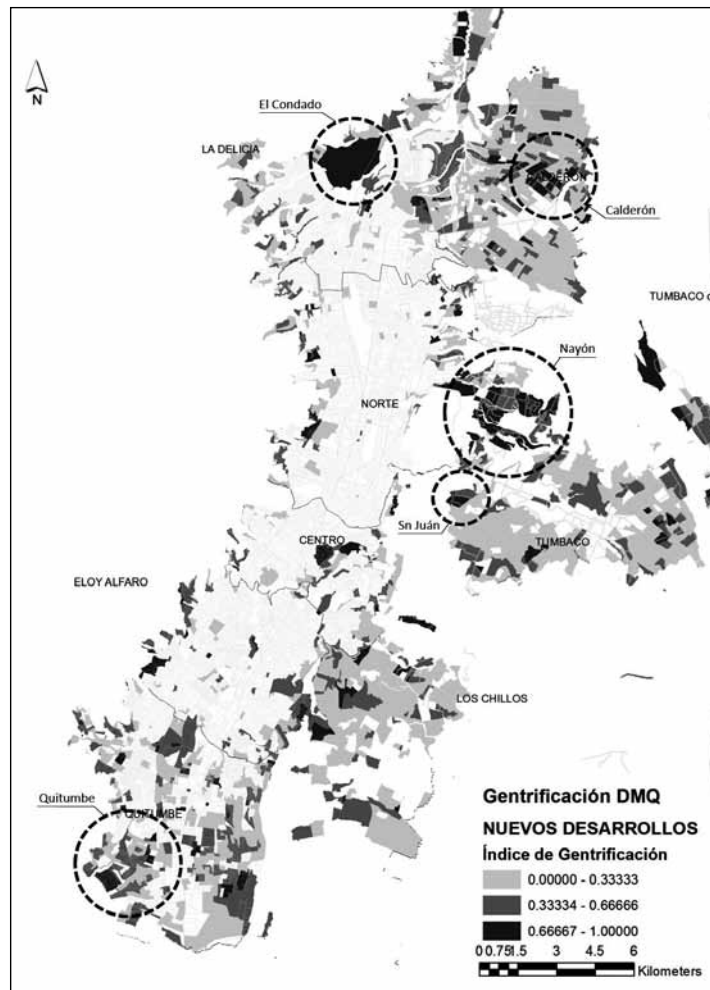 N
El Condado
LA DELICIA
CALDERÓN
Calderón
TUMBACO
Nayón
NORTE
Sn Juán
CENTRO
TUMBACO
ELOY ALFARO
LOS CHILLOS
Quitumbe
QUITUMBE
Gentrificación DMQ
NUEVOS DESARROLLOS
Índice de Gentrificación
0.00000 - 0.33333
0.33334 - 0.66666
0.66667 - 1.00000
0 0.75 1.5 3 4.5 6
Kilometers